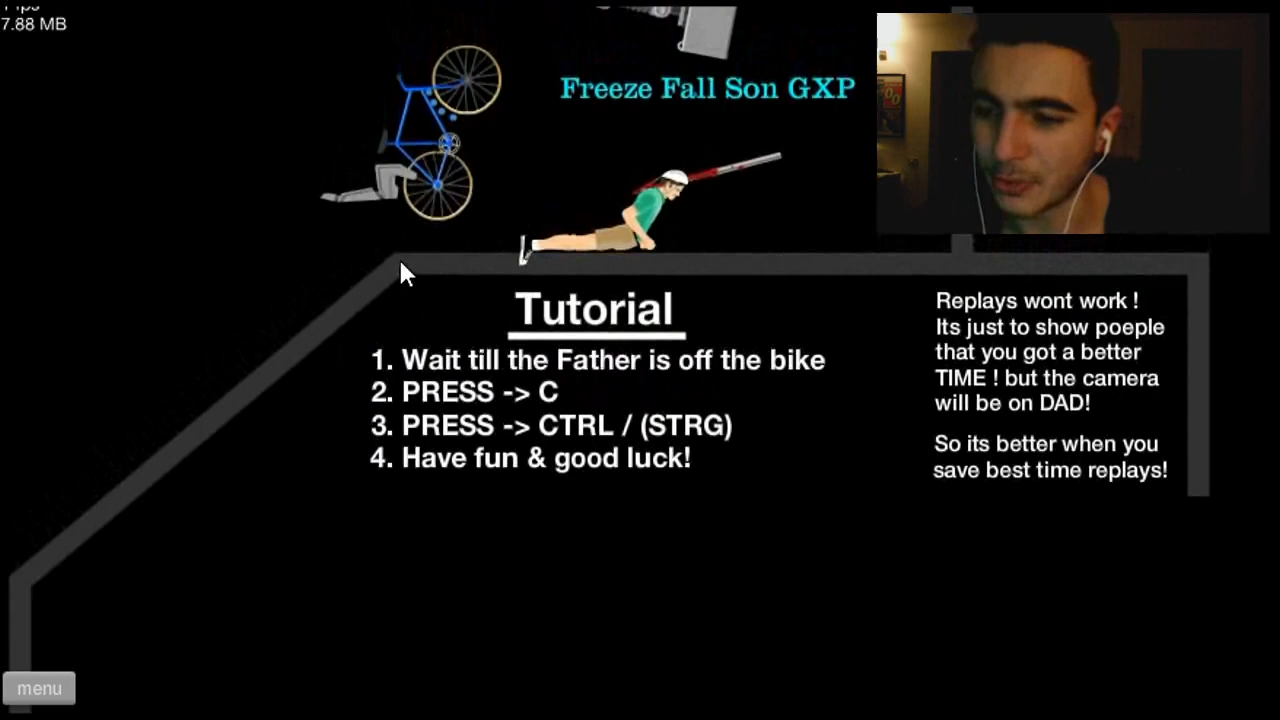 7.88 MB
Freeze Fall Son GXP
Tutorial
1. Wait till the Father is off the bike
2. PRESS -> C
3. PRESS -> CTRL / (STRG)
4. Have fun & good luck!
Replays wont work !
Its just to show poeple
that you got a better
TIME ! but the camera
will be on DAD!
So its better when you
save best time replays!
menu